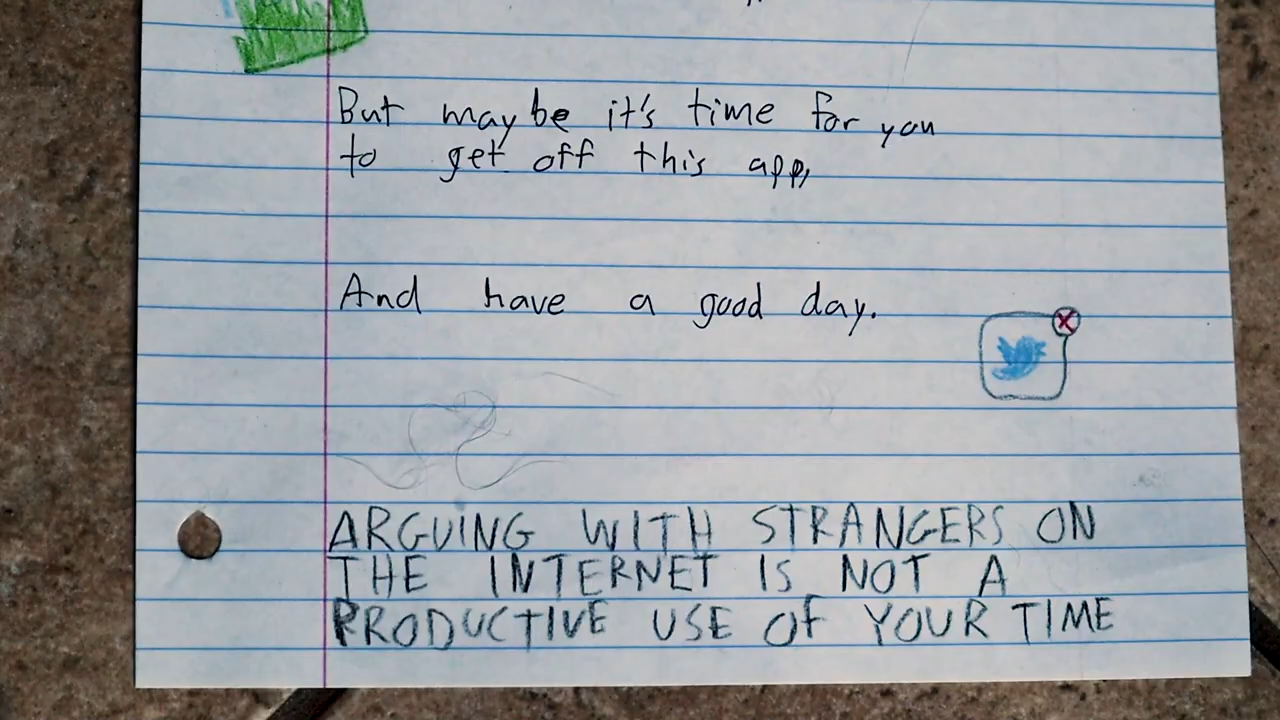 But maybe it's time for you
to get off this app,
And have a good day.
ARGUING WITH STRANGERS ON
THE INTERNET IS NOT A
PRODUCTIVE USE OF YOUR TIME